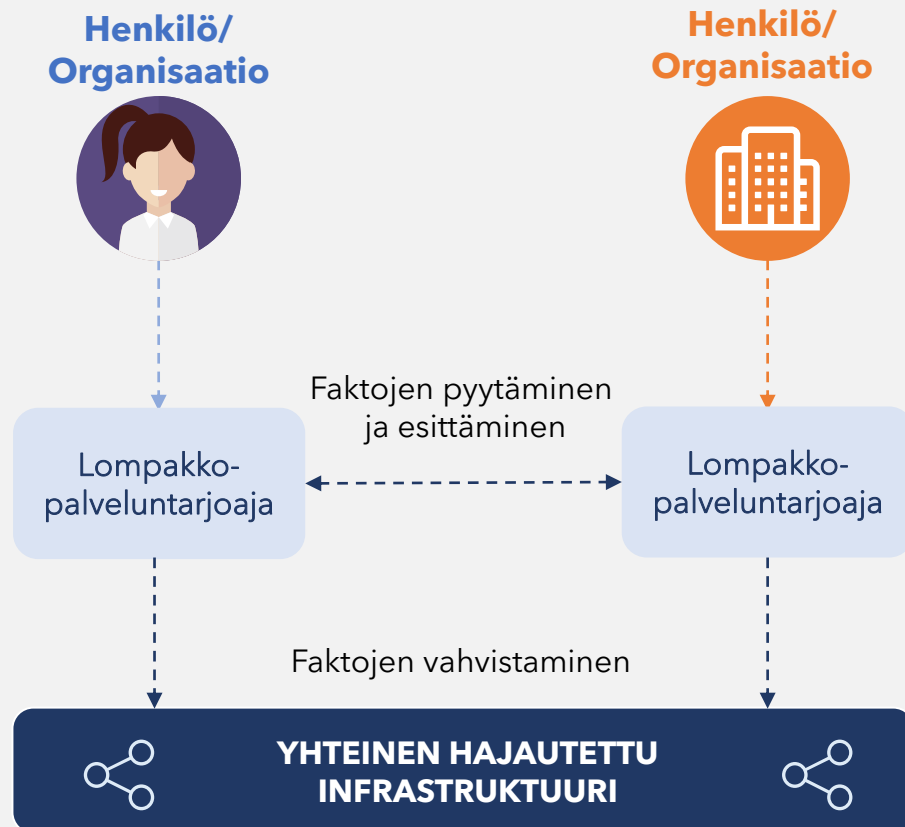 Henkilö/
Organisaatio
Henkilö/
Organisaatio
Faktojen pyytäminen
ja esittäminen
Lompakko-
palveluntarjoaja
Lompakko-
palveluntarjoaja
Faktojen vahvistaminen
YHTEINEN HAJAUTETTU
INFRASTRUKTUURI